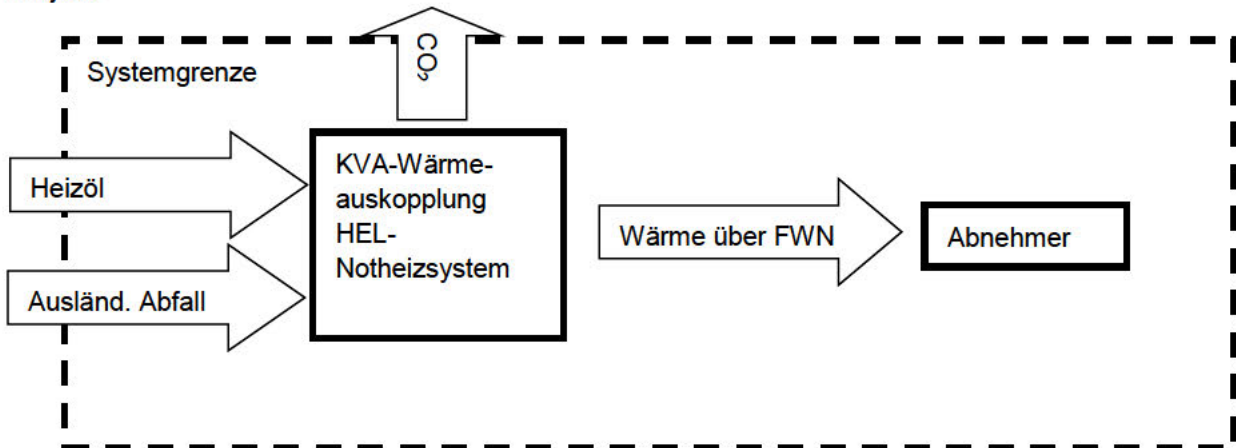 CO₂
Systemgrenze
Heizöl
KVA-Wärme-
auskopplung
HEL-
Notheizsystem
Wärme über FWN
Abnehmer
Ausländ. Abfall